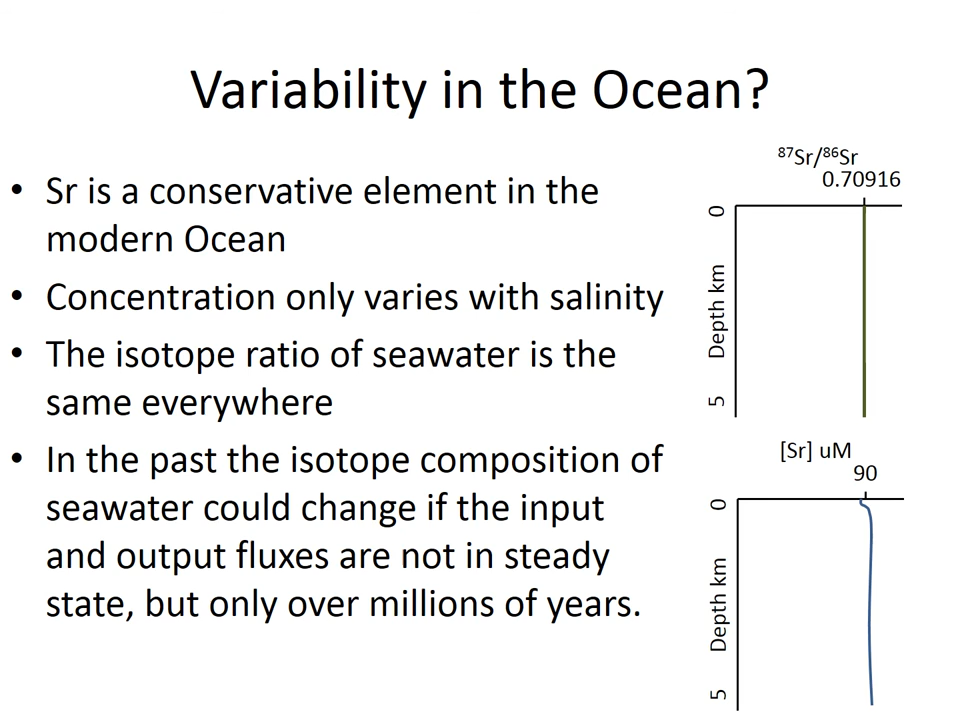 Variability in the Ocean?
• Sr is a conservative element in the
modern Ocean
• Concentration only varies with salinity
• The isotope ratio of seawater is the
same everywhere
• In the past the isotope composition of
seawater could change if the input
and output fluxes are not in steady
state, but only over millions of years.
⁸⁷Sr/⁸⁶Sr
0.70916
0
Depth km
5
[Sr] uM
90
0
Depth km
5